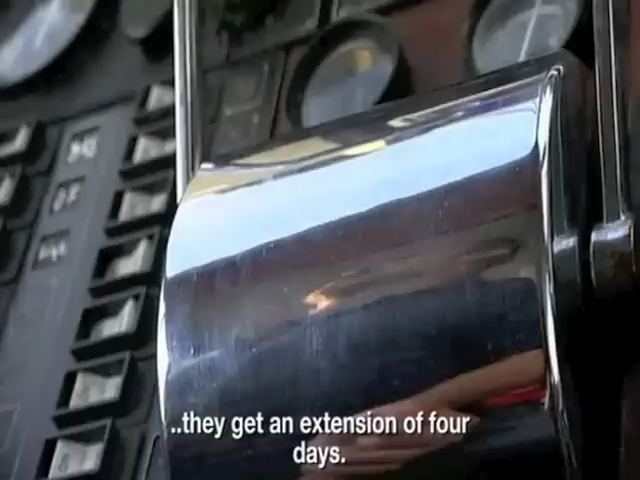 ..they get an extension of four
days.